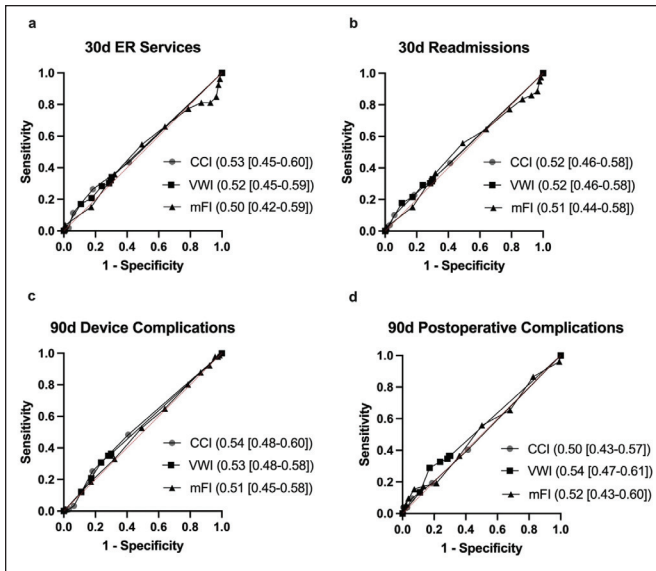 a
30d ER Services
1.0
0.8
0.6
0.4
0.2
0.0
Sensitivity
CCI (0.53 [0.45-0.60])
VWI (0.52 [0.45-0.59])
mFI (0.50 [0.42-0.59])
0.0 0.2 0.4 0.6 0.8 1.0
1 - Specificity
b
30d Readmissions
1.0
0.8
0.6
0.4
0.2
0.0
Sensitivity
CCI (0.52 [0.46-0.58])
VWI (0.52 [0.46-0.58])
mFI (0.51 [0.44-0.58])
0.0 0.2 0.4 0.6 0.8 1.0
1 - Specificity
c
90d Device Complications
1.0
0.8
0.6
0.4
0.2
0.0
Sensitivity
CCI (0.54 [0.48-0.60])
VWI (0.53 [0.48-0.58])
mFI (0.51 [0.45-0.58])
0.0 0.2 0.4 0.6 0.8 1.0
1 - Specificity
d
90d Postoperative Complications
1.0
0.8
0.6
0.4
0.2
0.0
Sensitivity
CCI (0.50 [0.43-0.57])
VWI (0.54 [0.47-0.61])
mFI (0.52 [0.43-0.60])
0.0 0.2 0.4 0.6 0.8 1.0
1 - Specificity